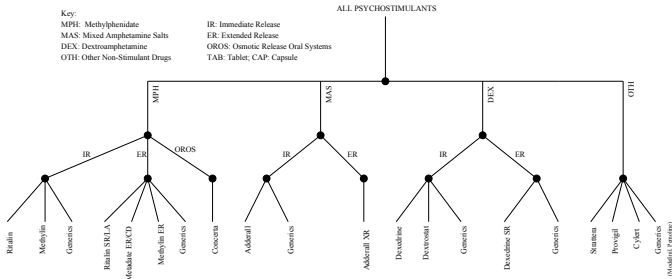 ALL PSYCHOSTIMULANTS
Key:
MPH: Methylphenidate IR: Immediate Release
MAS: Mixed Amphetamine Salts ER: Extended Release
DEX: Dextroamphetamine OROS: Osmotic Release Oral Systems
OTH: Other Non-Stimulant Drugs TAB: Tablet; CAP: Capsule
MPH
MAS
DEX
OTH
IR
ER
OROS
IR
ER
IR
ER
Ritalin
Methylin
Generics
Ritalin SR/LA
Metadate ER/CD
Methylin ER
Generics
Concerta
Adderall
Generics
Adderall XR
Dexedrine
Dextrostat
Generics
Dexedrine SR
Generics
Strattera
Provigil
Cylert
Generics